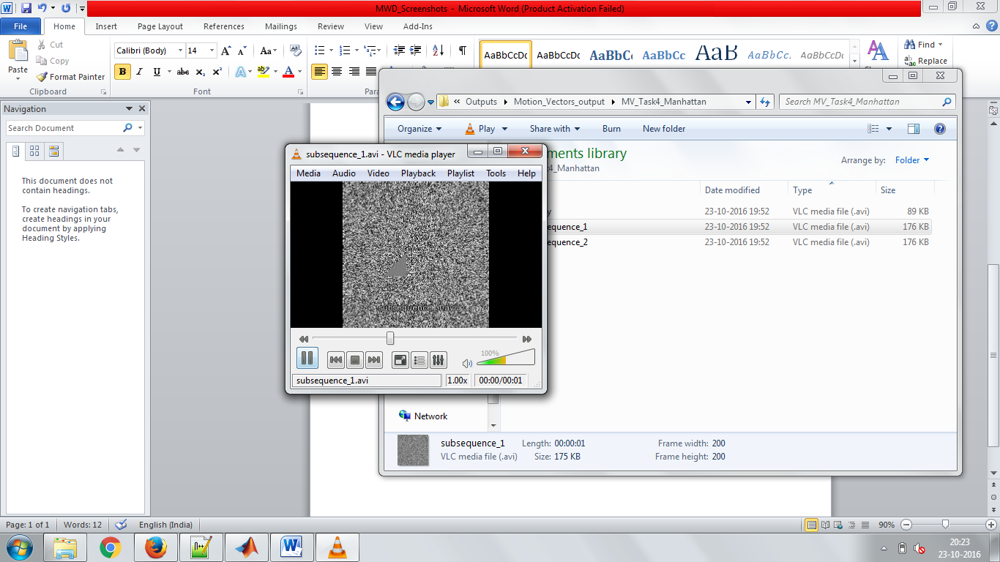 MWD_Screenshots - Microsoft Word (Product Activation Failed)
File Home Insert Page Layout References Mailings Review View Add-Ins
Paste
Cut
Copy
Format Painter
Clipboard
Calibri (Body) 14
Font
AaBbCcDc AaBbCcDc AaBbC AaBbCc AaB AaBbCc. AaBbCcDc
Find
Replace
Navigation
Search Document
This document does not
contain headings.
To create navigation tabs,
create headings in your
document by applying
Heading Styles.
Outputs Motion_Vectors_output MV_Task4_Manhattan
Search MV_Task4_Manhattan
Organize Play Share with Burn New folder
ments library
4_Manhattan
Arrange by: Folder
Date modified Type Size
y 23-10-2016 19:52 VLC media file (.avi) 89 KB
equence_1 23-10-2016 19:52 VLC media file (.avi) 176 KB
equence_2 23-10-2016 19:52 VLC media file (.avi) 176 KB
subsequence_1.avi - VLC media player
Media Audio Video Playback Playlist Tools Help
subsequence_1.avi
100%
subsequence_1.avi 1.00x 00:00/00:01
Network
subsequence_1 Length: 00:00:01 Frame width: 200
VLC media file (.avi) Size: 175 KB Frame height: 200
Page: 1 of 1 Words: 12 English (India) 90%
20:23
23-10-2016